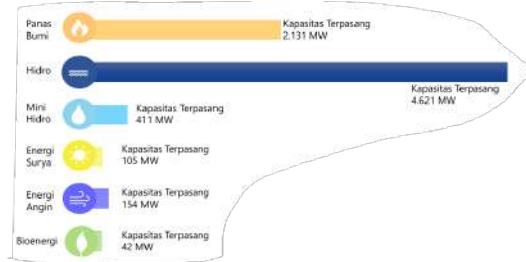 Panas
Bumi
Kapasitas Terpasang
2.131 MW
Hidro
Kapasitas Terpasang
4.621 MW
Mini
Hidro
Kapasitas Terpasang
411 MW
Energi
Surya
Kapasitas Terpasang
105 MW
Energi
Angin
Kapasitas Terpasang
154 MW
Bioenergi
Kapasitas Terpasang
42 MW